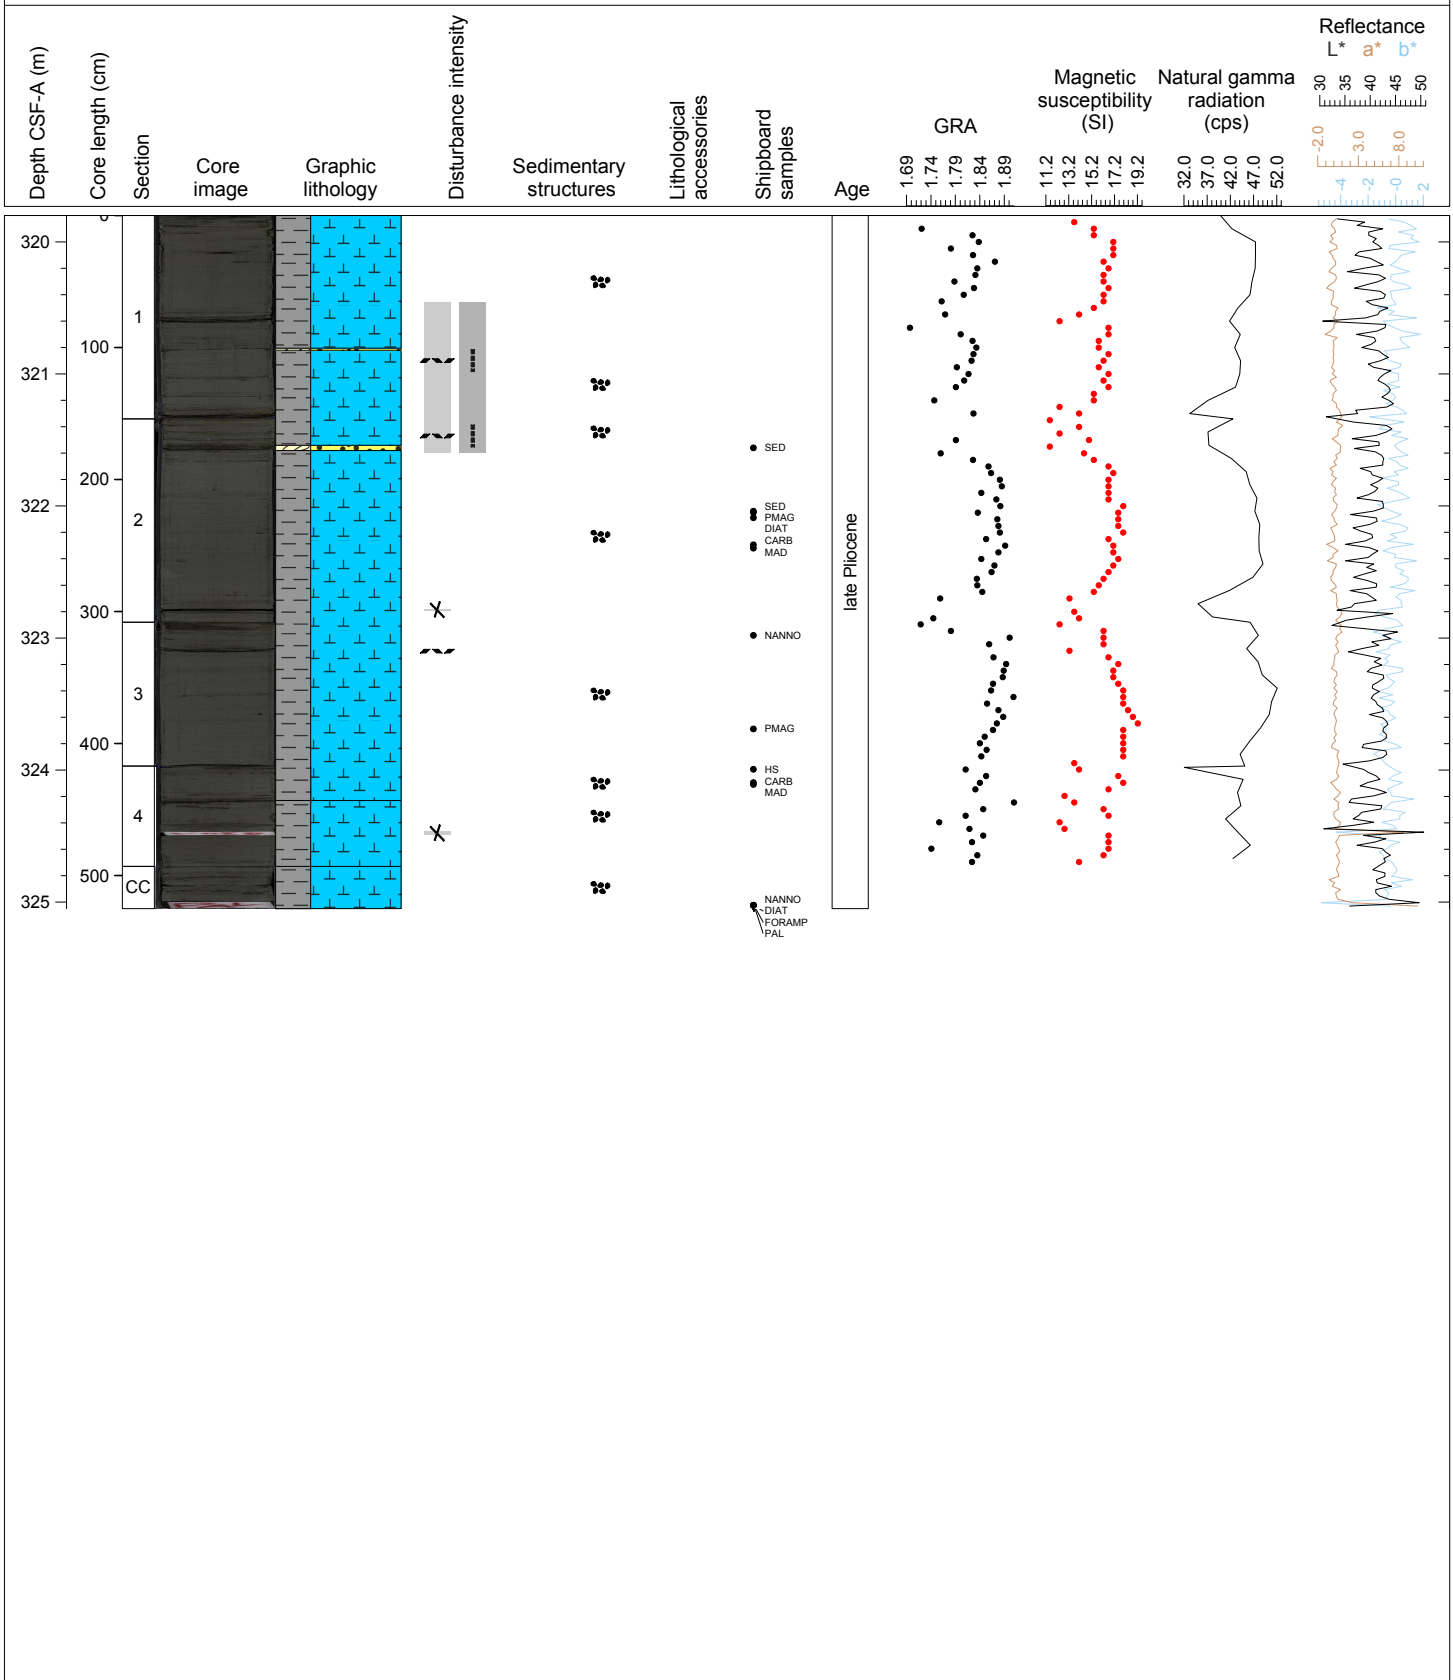 Depth CSF-A (m)
Core length (cm)
Section
Core
image
Graphic
lithology
Disturbance intensity
Sedimentary
structures
Lithological
accessories
Shipboard
samples
Age
GRA
1.69 1.74 1.79 1.84 1.89
Magnetic
susceptibility
(SI)
11.2 13.2 15.2 17.2 19.2
Natural gamma
radiation
(cps)
32.0 37.0 42.0 47.0 52.0
Reflectance
L* a* b*
30 35 40 45 50
-2.0 3.0 8.0
-4 -2 -0 2
0
320
1
100
321
200
SED
322
2
SED
PMAG
DIAT
CARB
MAD
late Pliocene
300
323
NANNO
3
PMAG
400
324
HS
CARB
MAD
4
500
CC
325
NANNO
DIAT
FORAMP
PAL